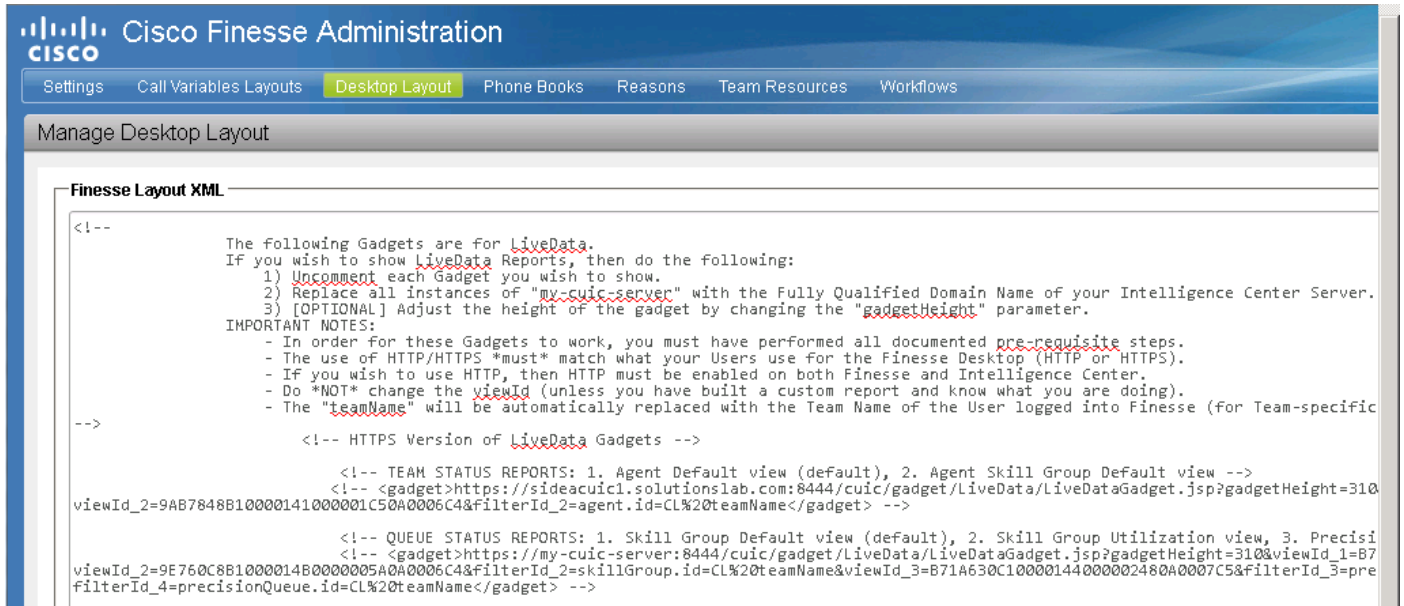 CISCO
Cisco Finesse Administration
Settings Call Variables Layouts Desktop Layout Phone Books Reasons Team Resources Workflows
Manage Desktop Layout
Finesse Layout XML
<!--
The following Gadgets are for LiveData.
If you wish to show LiveData Reports, then do the following:
1) Uncomment each Gadget you wish to show.
2) Replace all instances of "my-cuic-server" with the Fully Qualified Domain Name of your Intelligence Center Server.
3) [OPTIONAL] Adjust the height of the gadget by changing the "gadgetHeight" parameter.
IMPORTANT NOTES:
- In order for these Gadgets to work, you must have performed all documented pre-requisite steps.
- The use of HTTP/HTTPS *must* match what your Users use for the Finesse Desktop (HTTP or HTTPS).
- If you wish to use HTTP, then HTTP must be enabled on both Finesse and Intelligence Center.
- Do *NOT* change the viewId (unless you have built a custom report and know what you are doing).
- The "teamName" will be automatically replaced with the Team Name of the User logged into Finesse (for Team-specific
-->
<!-- HTTPS Version of LiveData Gadgets -->
<!-- TEAM STATUS REPORTS: 1. Agent Default view (default), 2. Agent Skill Group Default view -->
<!-- <gadget>https://sideacuic1.solutionslab.com:8444/cuic/gadget/LiveData/LiveDataGadget.jsp?gadgetHeight=310
viewId_2=9AB7848B10000141000001C50A0006C4&filterId_2=agent.id=CL%20teamName</gadget> -->
<!-- QUEUE STATUS REPORTS: 1. Skill Group Default view (default), 2. Skill Group Utilization view, 3. Precisi
<!-- <gadget>https://my-cuic-server:8444/cuic/gadget/LiveData/LiveDataGadget.jsp?gadgetHeight=310&viewId_1=B7
viewId_2=9E760C8B1000014B0000005A0A0006C4&filterId_2=skillGroup.id=CL%20teamName&viewId_3=B71A630C10000144000002480A0007C5&filterId_3=pre
filterId_4=precisionQueue.id=CL%20teamName</gadget> -->